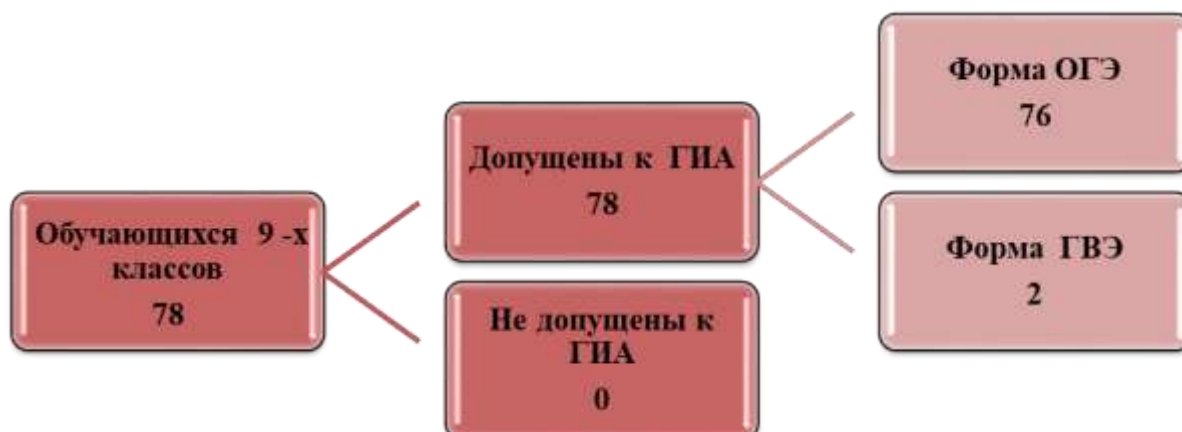 Обучающихся 9 -х
классов
78
Допущены к ГИА
78
Не допущены к
ГИА
0
Форма ОГЭ
76
Форма ГВЭ
2